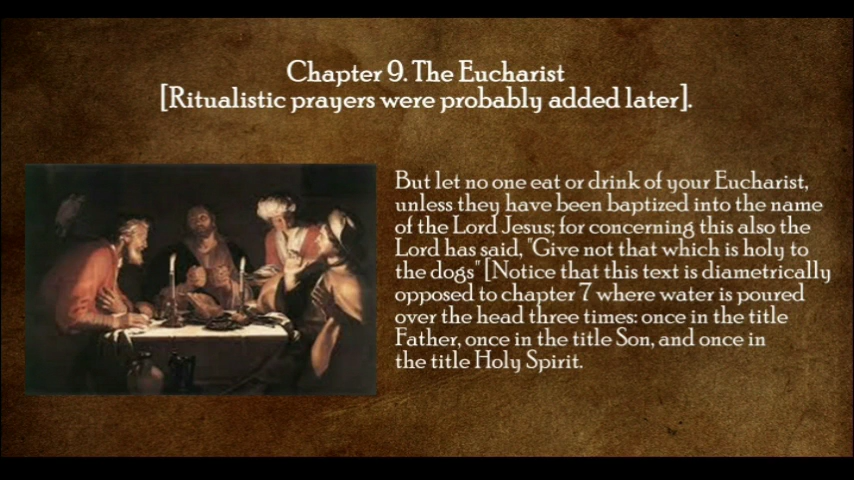 Chapter 9. The Eucharist
[Ritualistic prayers were probably added later].
But let no one eat or drink of your Eucharist,
unless they have been baptized into the name
of the Lord Jesus; for concerning this also the
Lord has said, "Give not that which is holy to
the dogs" [Notice that this text is diametrically
opposed to chapter 7 where water is poured
over the head three times: once in the title
Father, once in the title Son, and once in
the title Holy Spirit.